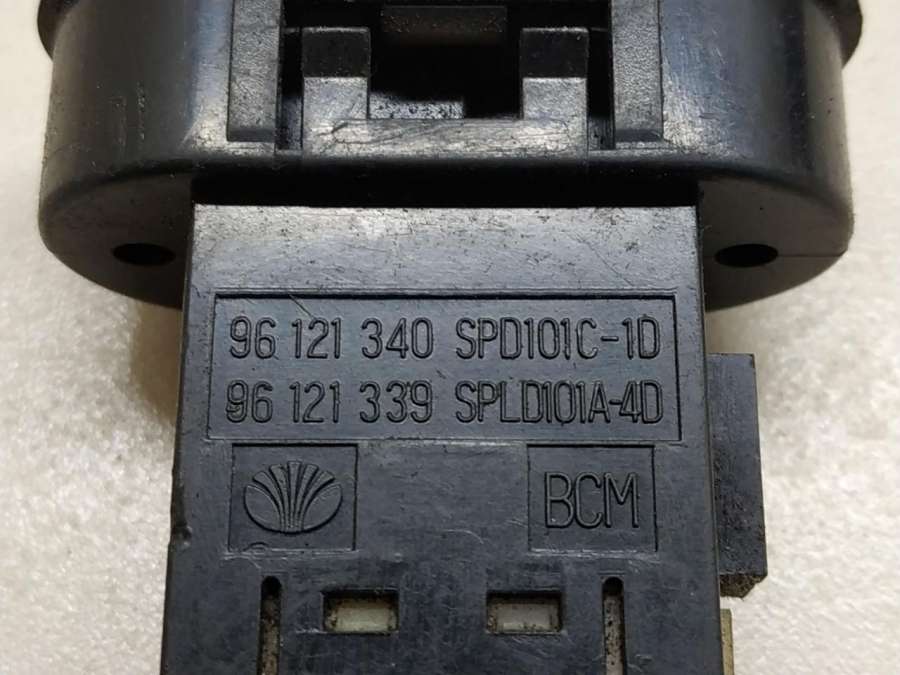 96 121 340 SPD101C-1D
96 121 339 SPLD101A-4D
BCM